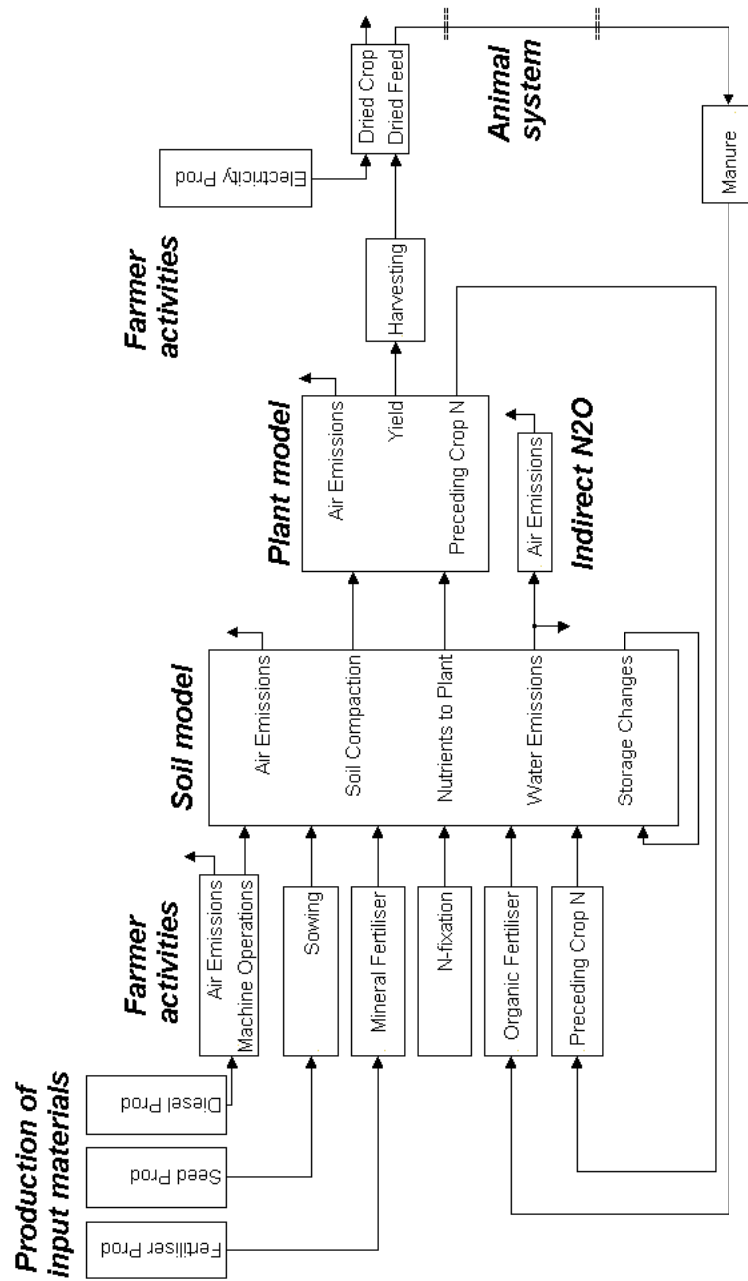 Production of
input materials
Fertiliser Prod
Seed Prod
Diesel Prod
Farmer
activities
Air Emissions
Machine Operations
Sowing
Mineral Fertiliser
N-fixation
Organic Fertiliser
Preceding Crop N
Soil model
Air Emissions
Soil Compaction
Nutrients to Plant
Water Emissions
Storage Changes
Plant model
Air Emissions
Yield
Preceding Crop N
Air Emissions
Indirect N2O
Farmer
activities
Harvesting
Electricity Prod
Dried Crop
Dried Feed
Animal
system
Manure